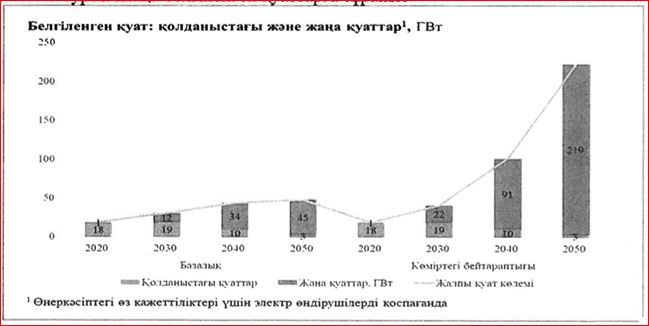 Белгіленген қуат: қолданыстағы және жаңа қуаттар¹, ГВт
250
200
150
100
50
0
1 18
12 19
34 10
45 3
1 18
22 19
91 10
219 3
2020 2030 2040 2050 2020 2030 2040 2050
Базалық Көміртегі бейтараптығы
Қолданыстағы қуаттар Жаңа қуаттар. ГВт Жалпы қуат көлемі
¹ Өнеркәсіптегі өз қажеттіліктері үшін электр өндірушілерді қоспағанда